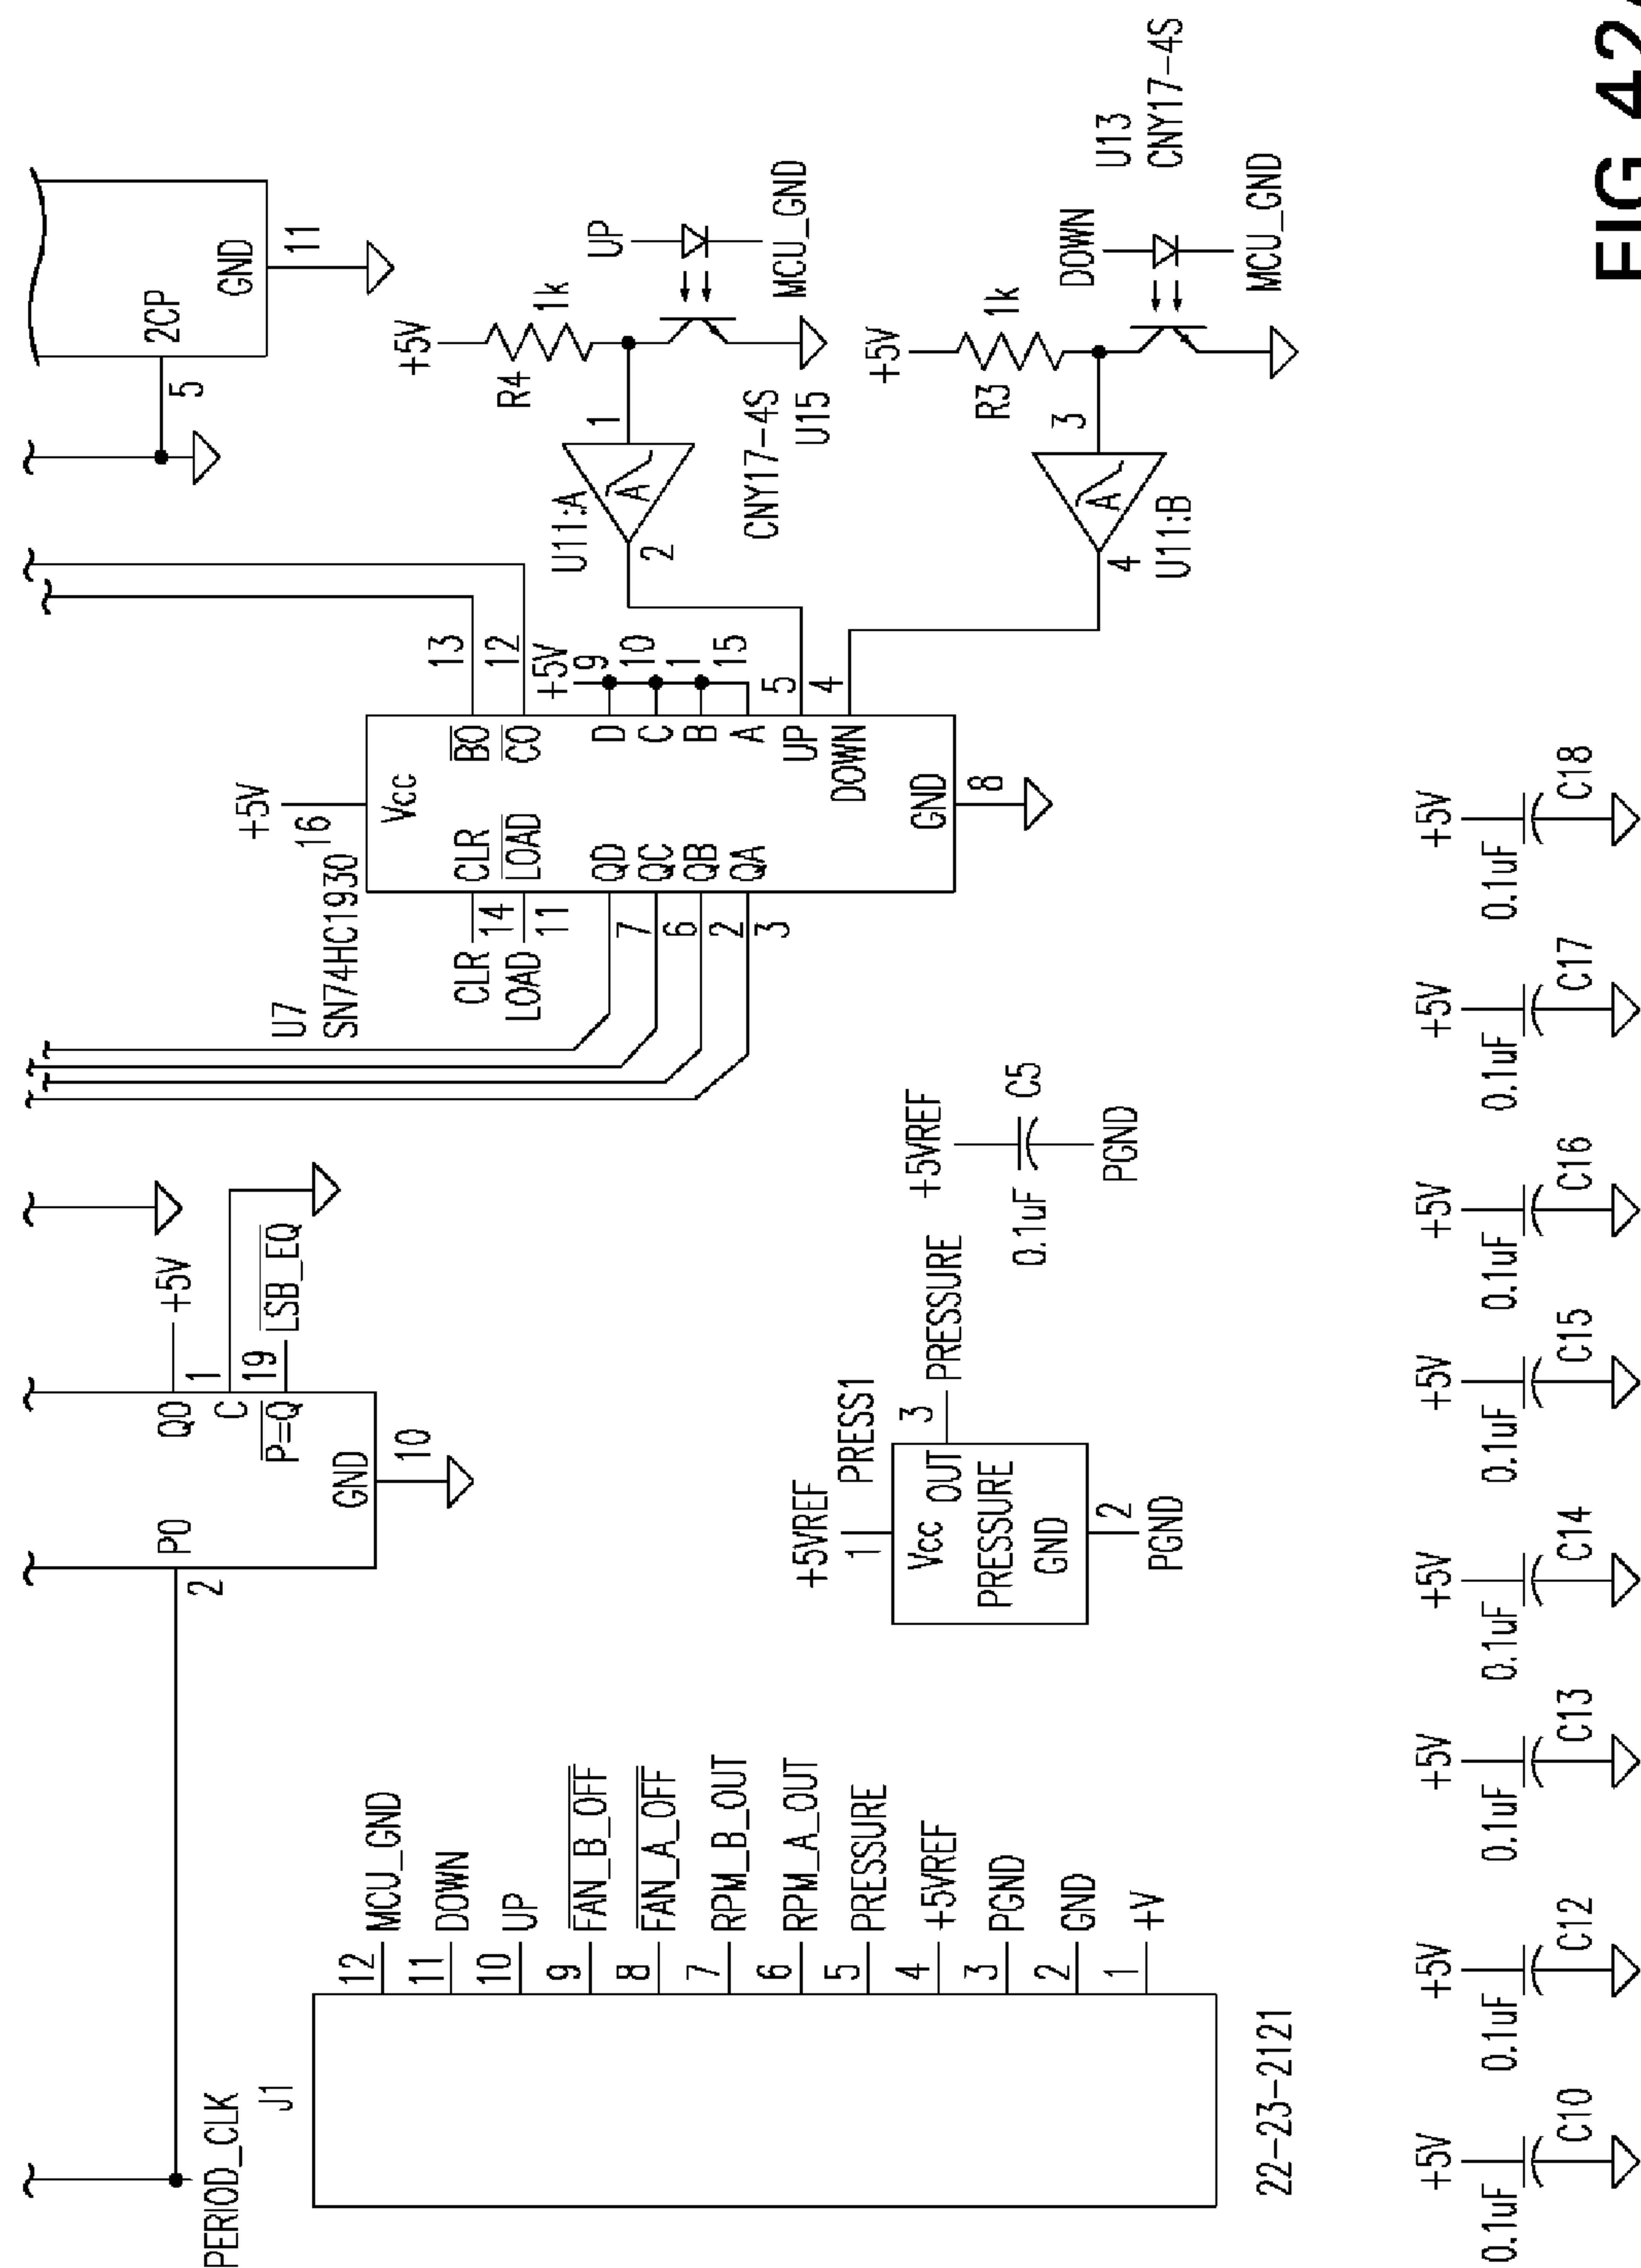 PERIOD_CLK
2
P0
Q0
+5V
1
C
19
P=Q
LSB_EQ
GND
10
2CP
5
GND
11
J1
12
MCU_GND
11
DOWN
10
UP
9
FAN_B_OFF
8
FAN_A_OFF
7
RPM_B_OUT
6
RPM_A_OUT
5
PRESSURE
4
+5VREF
3
PGND
2
GND
1
+V
22-23-2121
+5VREF
1
PRESS1
Vcc
OUT
3
PRESSURE
PRESSURE
GND
2
PGND
+5VREF
0.1uF
C5
PGND
U7
SN74HC1930
+5V
16
Vcc
CLR
14
CLR
BO
13
LOAD
11
LOAD
CO
12
+5V
QD
7
D
9
QC
6
C
10
QB
2
B
1
QA
3
A
15
UP
5
DOWN
4
GND
8
+5V
R4
1k
UP
U11:A
A
2
1
MCU_GND
CNY17-4S
U15
+5V
R3
1k
DOWN
U13
CNY17-4S
3
A
4
U11:B
MCU_GND
+5V
0.1uF
C10
+5V
0.1uF
C12
+5V
0.1uF
C13
+5V
0.1uF
C14
+5V
0.1uF
C15
+5V
0.1uF
C16
+5V
0.1uF
C17
+5V
0.1uF
C18